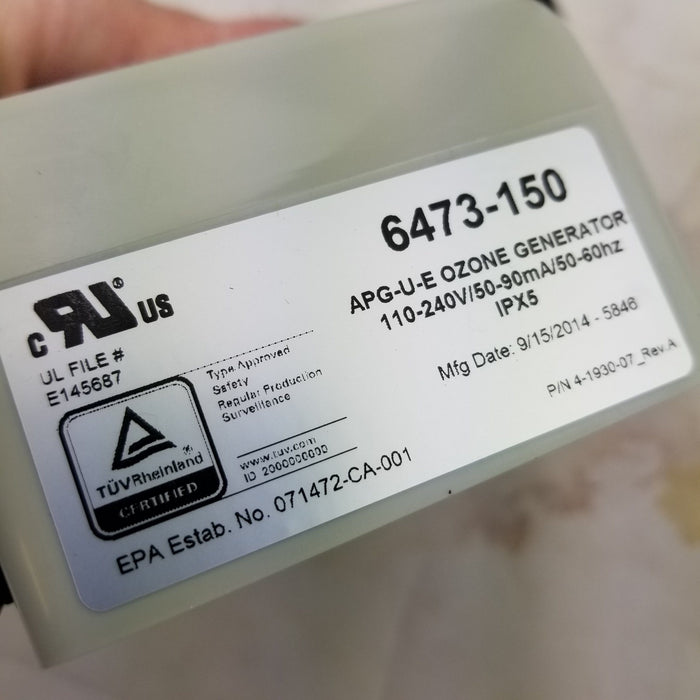 6473-150
APG-U-E OZONE GENERATOR
110-240V/50-90mA/50-60hz
IPX5
Mfg Date: 9/15/2014 - 5846
P/N 4-1930-07_Rev.A
C RU ® US
UL FILE #
E145687
TÜVRheinland
CERTIFIED
Type Approved
Safety
Regular Production
Surveillance
www.tuv.com
ID 2000000000
EPA Estab. No. 071472-CA-001